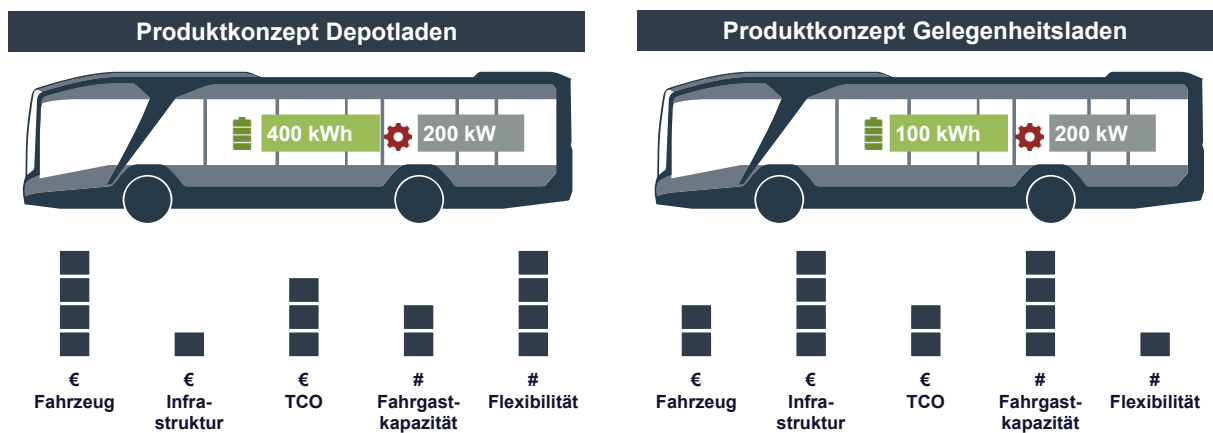 Produktkonzept Depotladen
400 kWh
200 kW
€
Fahrzeug
€
Infra-
struktur
€
TCO
#
Fahrgast-
kapazität
#
Flexibilität
Produktkonzept Gelegenheitsladen
100 kWh
200 kW
€
Fahrzeug
€
Infra-
struktur
€
TCO
#
Fahrgast-
kapazität
#
Flexibilität